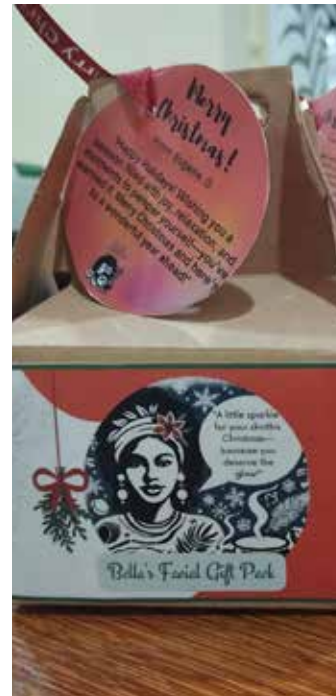 Merry
Christmas!
"Happy Holidays! Wishing you a
season filled with joy, relaxation, and
moments to pamper yourself—you've
earned it. Merry Christmas and here's
to a wonderful year ahead!"
"A little sparkle
for your
Christmas—
because you
deserve the
glow!"
Bella's Facial Gift Pack